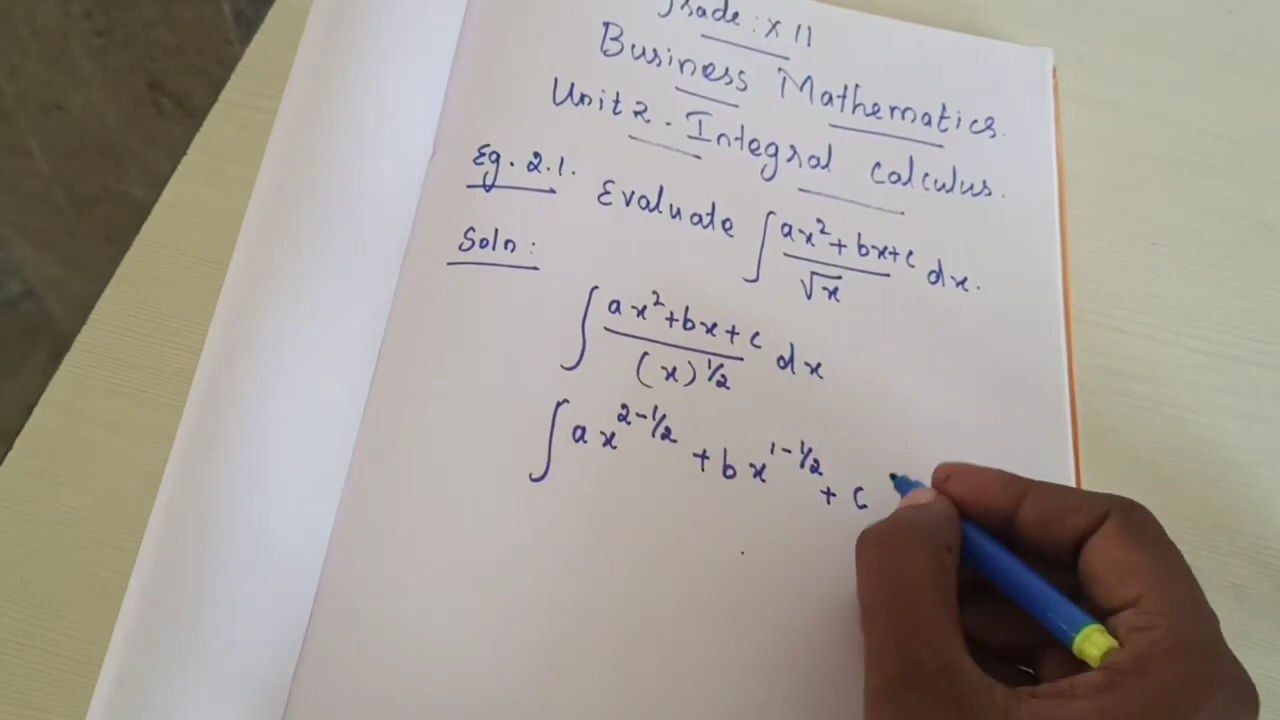 Grade : XII
Business Mathematics.
Unit 2. Integral Calculus.
Eg. 2.1. Evaluate ∫ ax²+bx+c / √x dx.
Soln :
∫ ax²+bx+c / (x)^1/2 dx
∫ ax^2-1/2 + bx^1-1/2 + c